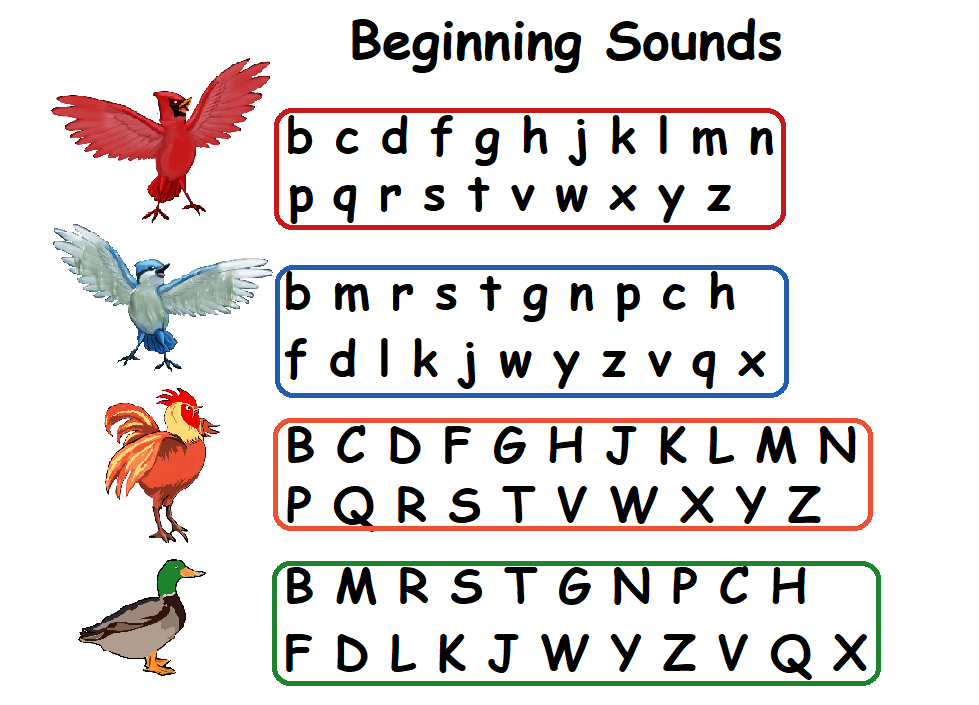 Beginning Sounds
b c d f g h j k l m n
p q r s t v w x y z
b m r s t g n p c h
f d l k j w y z v q x
B C D F G H J K L M N
P Q R S T V W X Y Z
B M R S T G N P C H
F D L K J W Y Z V Q X